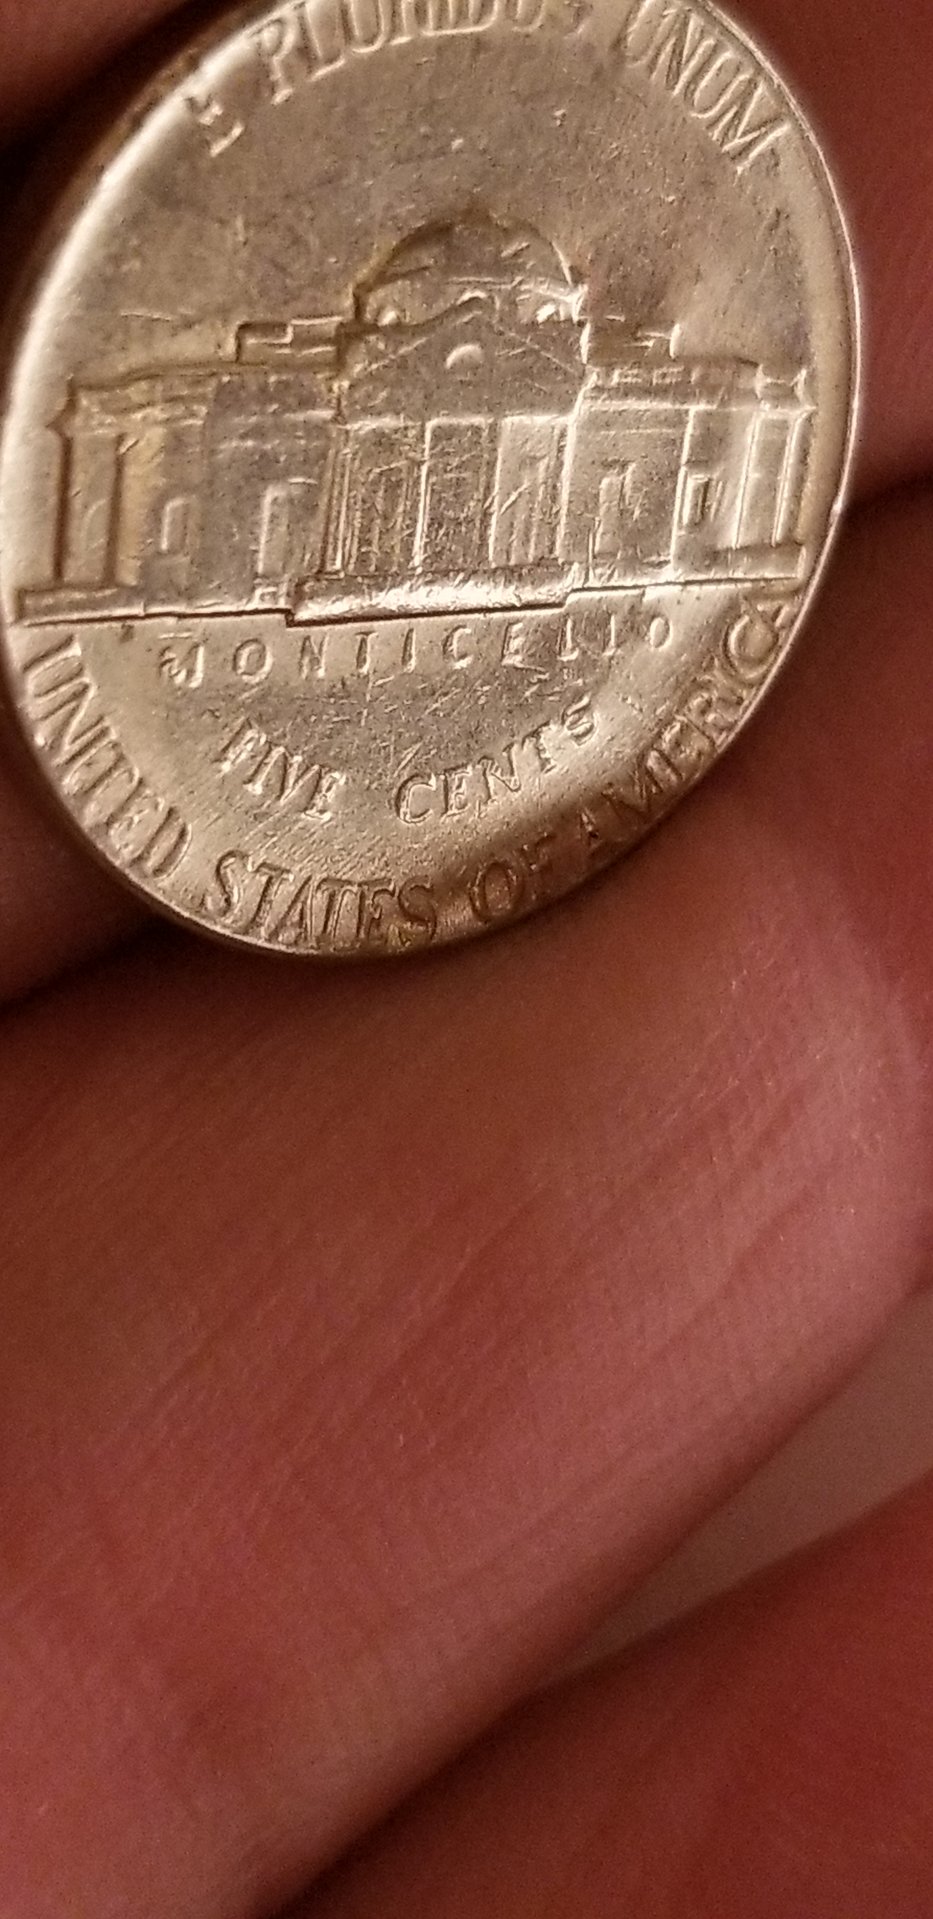 E PLURIBUS UNUM
MONTICELLO
FIVE CENTS
UNITED STATES OF AMERICA